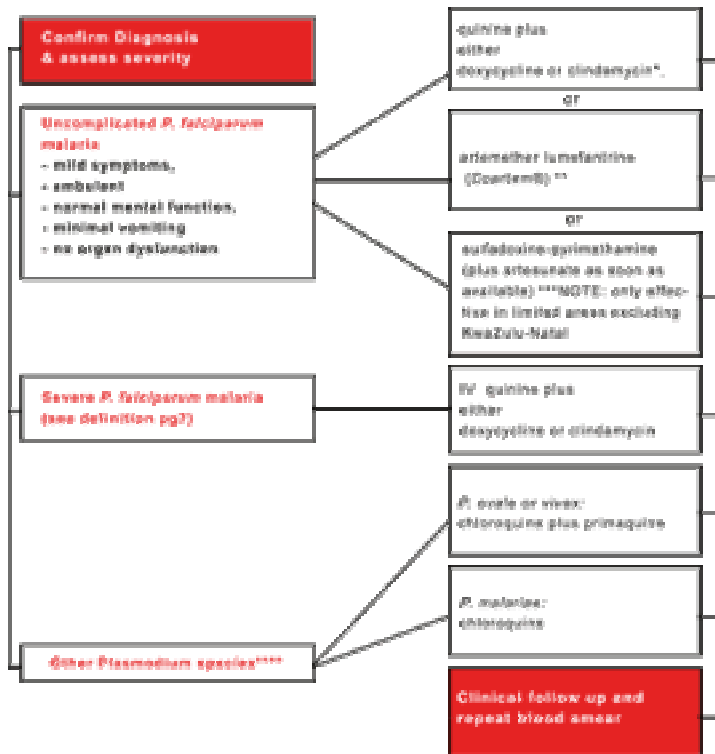 Confirm Diagnosis
& assess severity
Uncomplicated P. falciparum
malaria
- mild symptoms,
- ambulant
- normal mental function,
- minimal vomiting
- no organ dysfunction
Severe P. falciparum malaria
(see definition pg7)
Other Plasmodium species****
quinine plus
either
doxycycline or clindamycin*.
or
artemether lumefantrine
(Coartem®) **
or
sulfadoxine-pyrimethamine
(plus artesunate as soon as
available) ***NOTE: only effec-
tive in limited areas excluding
KwaZulu-Natal
IV quinine plus
either
doxycycline or clindamycin
P. ovale or vivax:
chloroquine plus primaquine
P. malariae:
chloroquine
Clinical follow up and
repeat blood smear